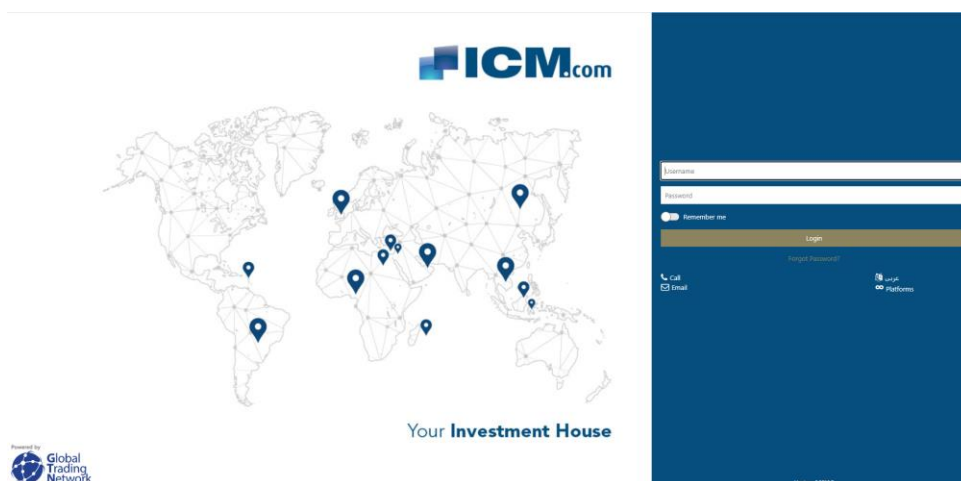 ICM.com
Your Investment House
Powered by
Global
Trading
Network
Username
Password
Remember me
Login
Forgot Password?
Call
عربى
Email
Platforms